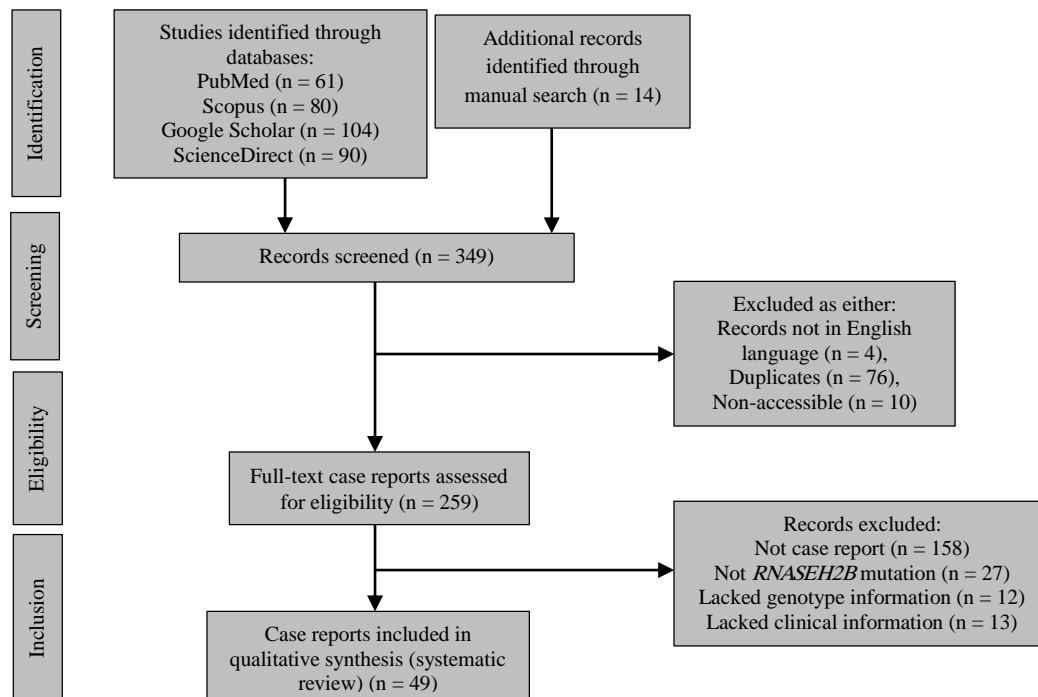 Identification
Studies identified through
databases:
PubMed (n = 61)
Scopus (n = 80)
Google Scholar (n = 104)
ScienceDirect (n = 90)
Additional records
identified through
manual search (n = 14)
Screening
Records screened (n = 349)
Excluded as either:
Records not in English
language (n = 4),
Duplicates (n = 76),
Non-accessible (n = 10)
Eligibility
Full-text case reports assessed
for eligibility (n = 259)
Inclusion
Records excluded:
Not case report (n = 158)
Not RNASEH2B mutation (n = 27)
Lacked genotype information (n = 12)
Lacked clinical information (n = 13)
Case reports included in
qualitative synthesis (systematic
review) (n = 49)